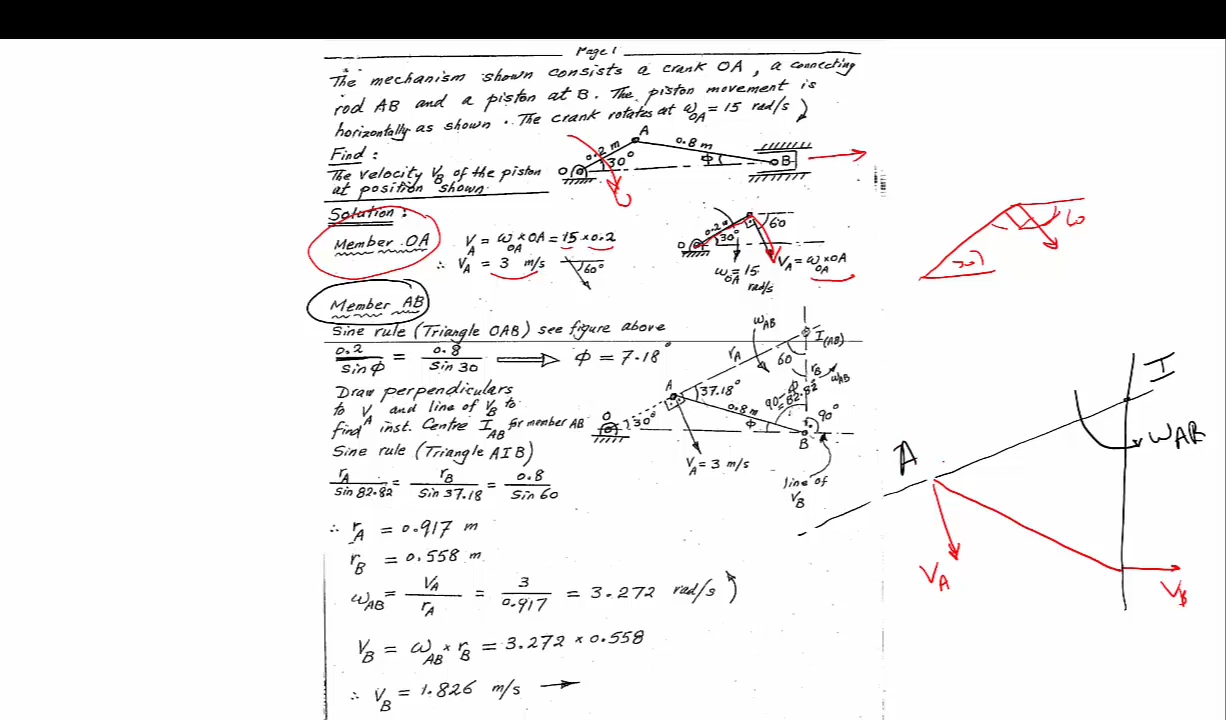 Page 1
The mechanism shown consists a crank OA, a connecting
rod AB and a piston at B. The piston movement is
horizontally as shown. The crank rotates at ω_OA = 15 rad/s
Find:
The velocity V_B of the piston
at position shown.
A
0.2 m
0.8 m
30°
Φ
O
B
Solution:
Member OA
V_A = ω_OA × OA = 15 × 0.2
∴ V_A = 3 m/s
60°
30°
60
O
V_A = ω_OA × OA
ω_OA = 15
rad/s
30
60
Member AB
Sine rule (Triangle OAB) see figure above
0.2 / sin Φ = 0.8 / sin 30 ⟹ Φ = 7.18°
Draw perpendiculars
to V_A and line of V_B to
find inst. Centre I_AB for member AB
Sine rule (Triangle AIB)
r_A / sin 82.82 = r_B / sin 37.18 = 0.8 / sin 60
∴ r_A = 0.917 m
r_B = 0.558 m
ω_AB = V_A / r_A = 3 / 0.917 = 3.272 rad/s
V_B = ω_AB × r_B = 3.272 × 0.558
∴ V_B = 1.826 m/s →
ω_AB
I_(AB)
r_A
60
r_B
ω_AB
A
37.18°
90-Φ
=82.82°
0.8 m
90°
O
30°
Φ
B
V_A = 3 m/s
line of
V_B
I
ω_AB
A
V_A
V_B